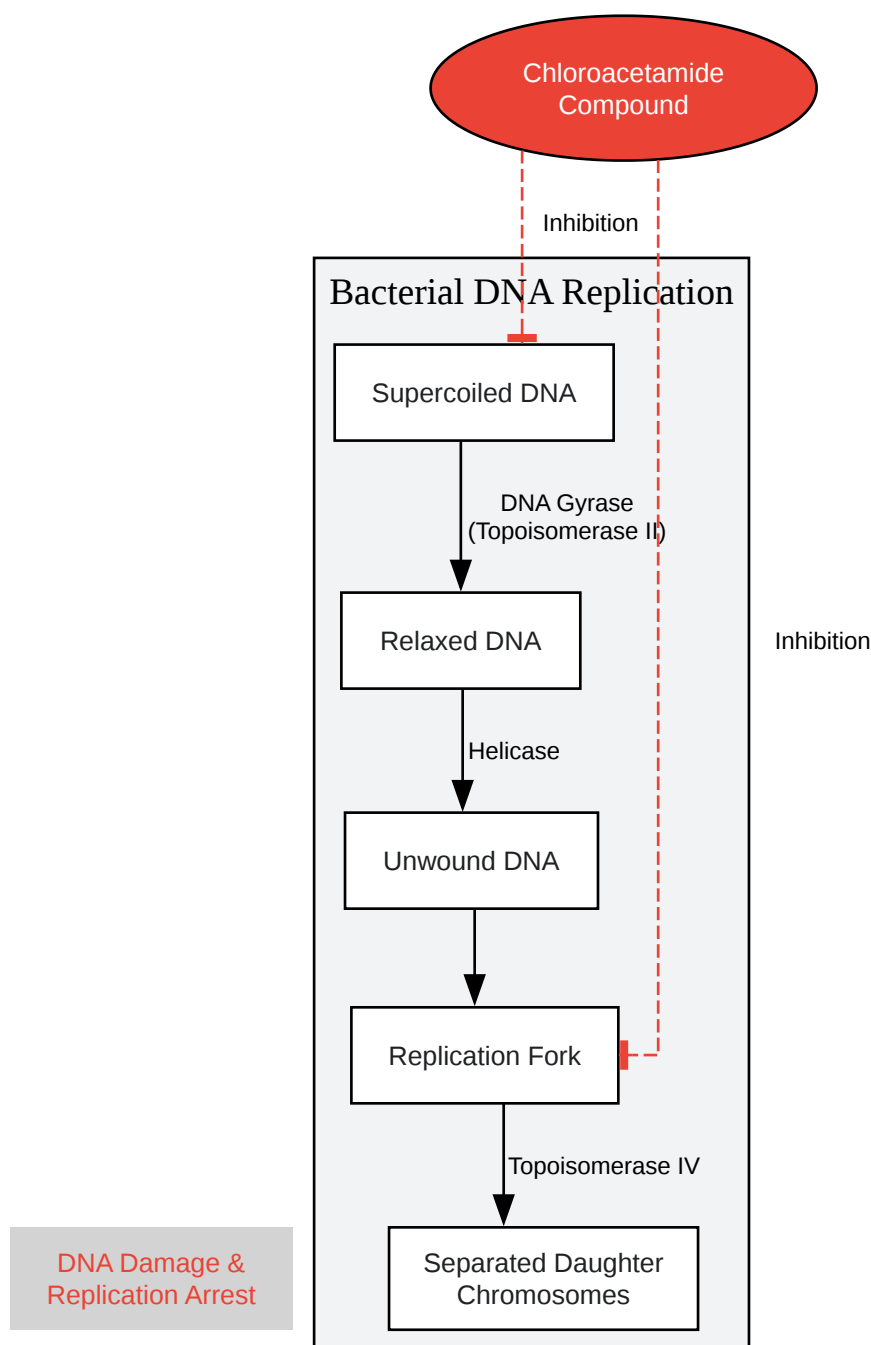 Chloroacetamide
Compound
Inhibition
Bacterial DNA Replication
Supercoiled DNA
DNA Gyrase
(Topoisomerase II)
Relaxed DNA
Inhibition
Helicase
Unwound DNA
Replication Fork
Topoisomerase IV
DNA Damage &
Replication Arrest
Separated Daughter
Chromosomes